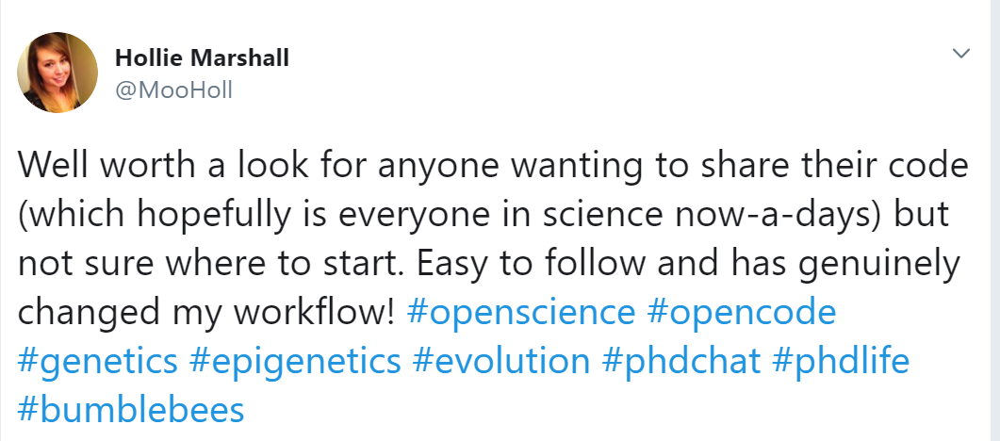 Hollie Marshall
@MooHoll
Well worth a look for anyone wanting to share their code
(which hopefully is everyone in science now-a-days) but
not sure where to start. Easy to follow and has genuinely
changed my workflow! #openscience #opencode
#genetics #epigenetics #evolution #phdchat #phdlife
#bumblebees